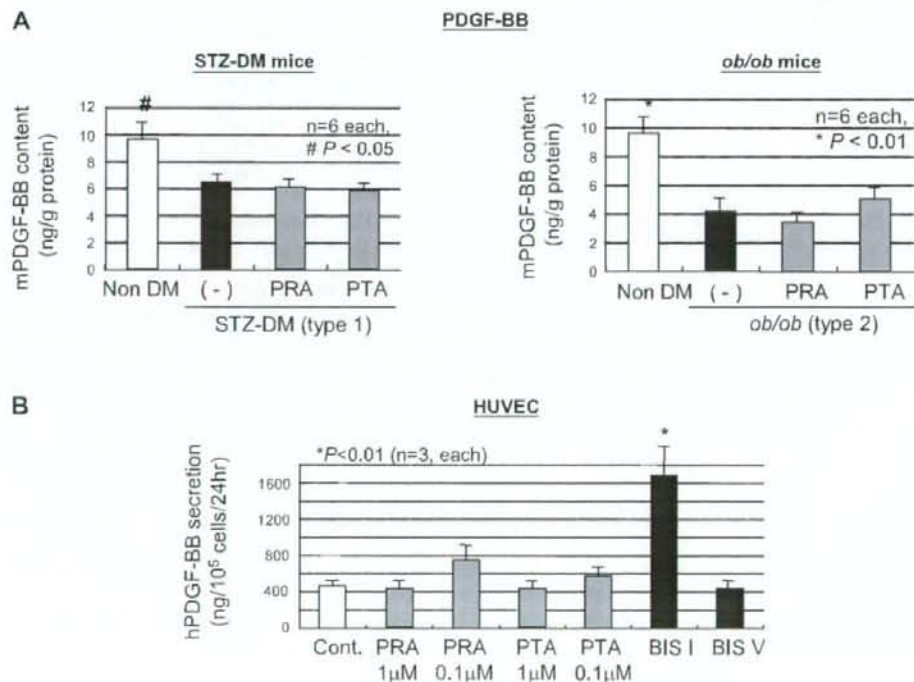 A
PDGF-BB
STZ-DM mice
mPDGF-BB content
(ng/g protein)
12
10
8
6
4
2
0
#
n=6 each,
# P < 0.05
Non DM (-) PRA PTA
STZ-DM (type 1)
ob/ob mice
mPDGF-BB content
(ng/g protein)
12
10
8
6
4
2
0
*
n=6 each,
* P < 0.01
Non DM (-) PRA PTA
ob/ob (type 2)
B
HUVEC
hPDGF-BB secretion
(ng/10⁵ cells/24hr)
1600
1200
800
400
0
*P<0.01 (n=3, each)
*
Cont. PRA PRA PTA PTA BIS I BIS V
1μM 0.1μM 1μM 0.1μM